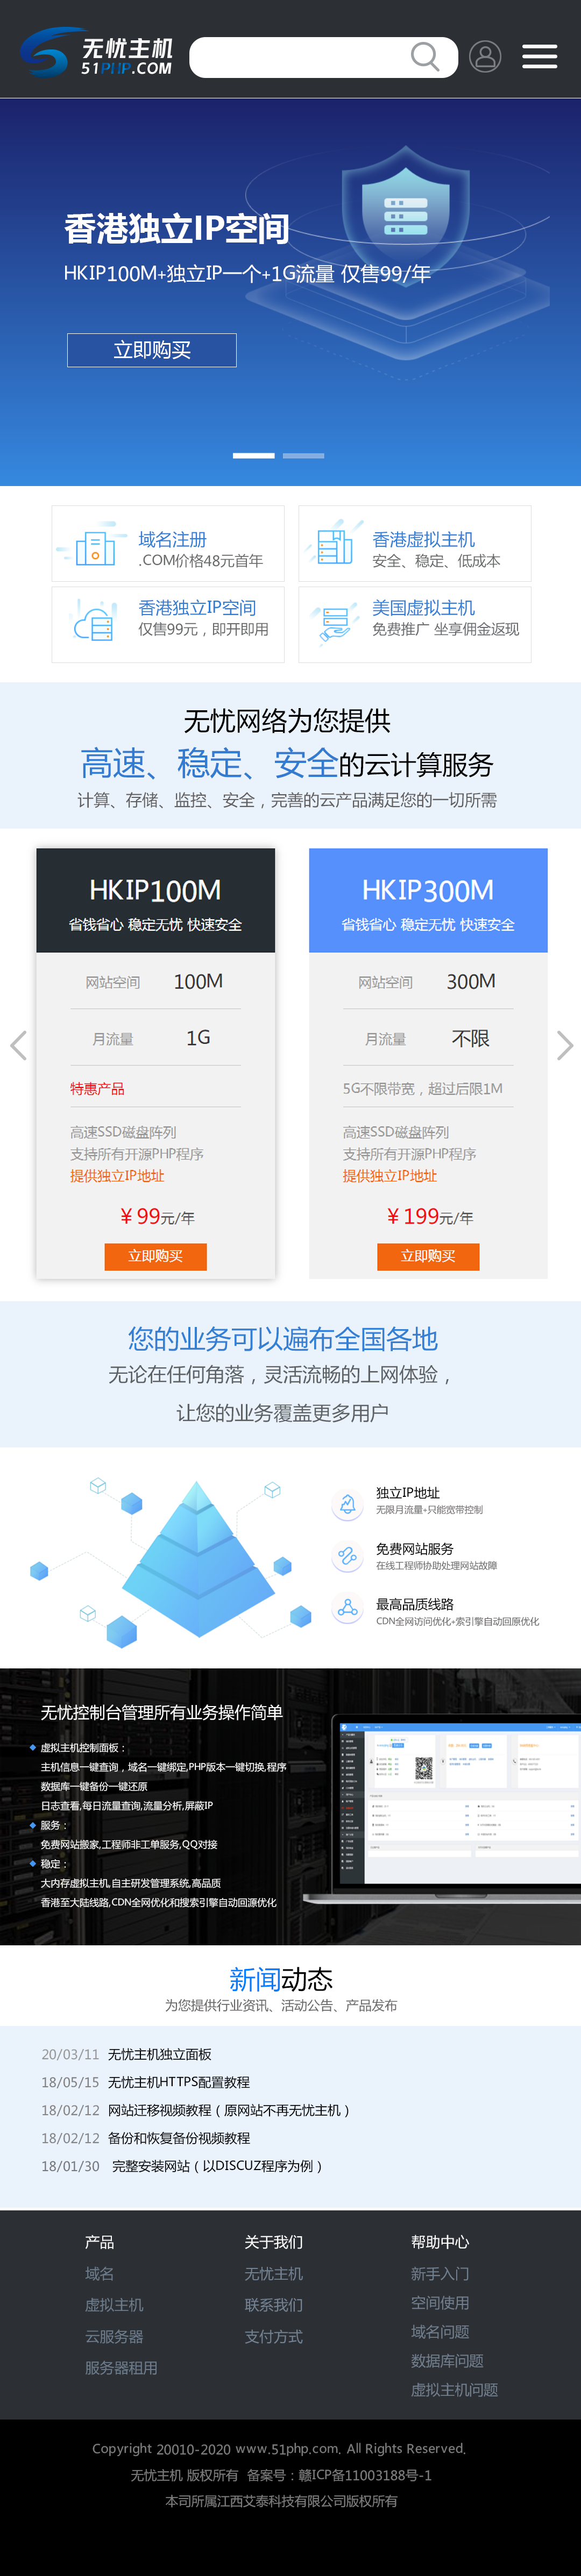 无忧主机
51PHP.COM
香港独立IP空间
HKIP100M+独立IP一个+1G流量 仅售99/年
立即购买
域名注册
.COM价格48元首年
香港虚拟主机
安全、稳定、低成本
香港独立IP空间
仅售99元，即开即用
美国虚拟主机
免费推广 坐享佣金返现
无忧网络为您提供
高速、稳定、安全的云计算服务
计算、存储、监控、安全，完善的云产品满足您的一切所需
HKIP100M
省钱省心 稳定无忧 快速安全
网站空间 100M
月流量 1G
特惠产品
高速SSD磁盘阵列
支持所有开源PHP程序
提供独立IP地址
￥99元/年
立即购买
HKIP300M
省钱省心 稳定无忧 快速安全
网站空间 300M
月流量 不限
5G不限带宽，超过后限1M
高速SSD磁盘阵列
支持所有开源PHP程序
提供独立IP地址
￥199元/年
立即购买
您的业务可以遍布全国各地
无论在任何角落，灵活流畅的上网体验，
让您的业务覆盖更多用户
独立IP地址
无限月流量+只能宽带控制
免费网站服务
在线工程师协助处理网站故障
最高品质线路
CDN全网访问优化+索引擎自动回原优化
无忧控制台管理所有业务操作简单
虚拟主机控制面板：
主机信息一键查询，域名一键绑定,PHP版本一键切换,程序
数据库一键备份一键还原
日志查看,每日流量查询,流量分析,屏蔽IP
服务：
免费网站搬家,工程师非工单服务,QQ对接
稳定：
大内存虚拟主机,自主研发管理系统,高品质
香港至大陆线路,CDN全网优化和搜索引擎自动回源优化
新闻动态
为您提供行业资讯、活动公告、产品发布
20/03/11 无忧主机独立面板
18/05/15 无忧主机HTTPS配置教程
18/02/12 网站迁移视频教程（原网站不再无忧主机）
18/02/12 备份和恢复备份视频教程
18/01/30 完整安装网站（以DISCUZ程序为例）
产品
域名
虚拟主机
云服务器
服务器租用
关于我们
无忧主机
联系我们
支付方式
帮助中心
新手入门
空间使用
域名问题
数据库问题
虚拟主机问题
Copyright 20010-2020 www.51php.com. All Rights Reserved.
无忧主机 版权所有 备案号：赣ICP备11003188号-1
本司所属江西艾泰科技有限公司版权所有